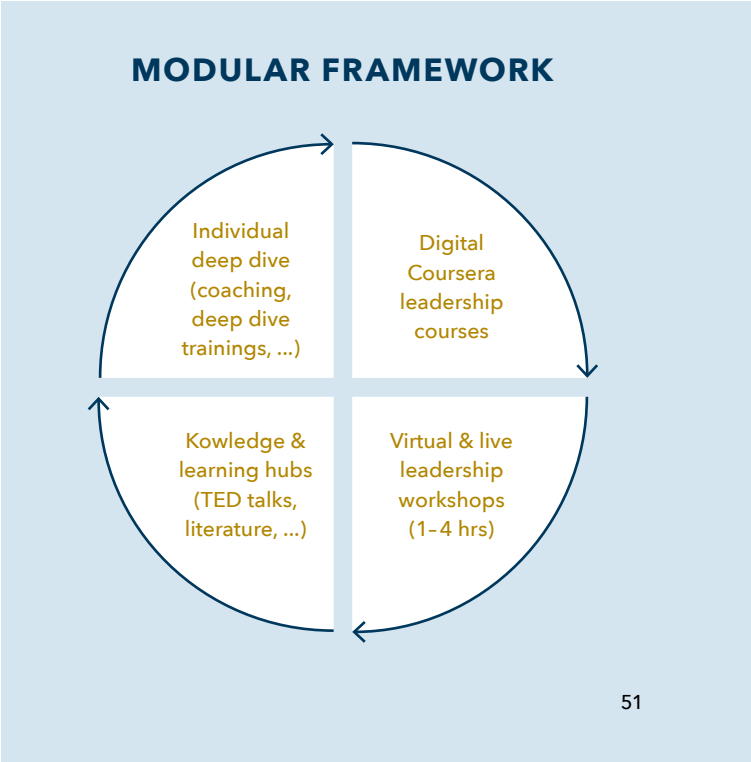 MODULAR FRAMEWORK
Individual
deep dive
(coaching,
deep dive
trainings, ...)
Digital
Coursera
leadership
courses
Kowledge &
learning hubs
(TED talks,
literature, ...)
Virtual & live
leadership
workshops
(1–4 hrs)
51